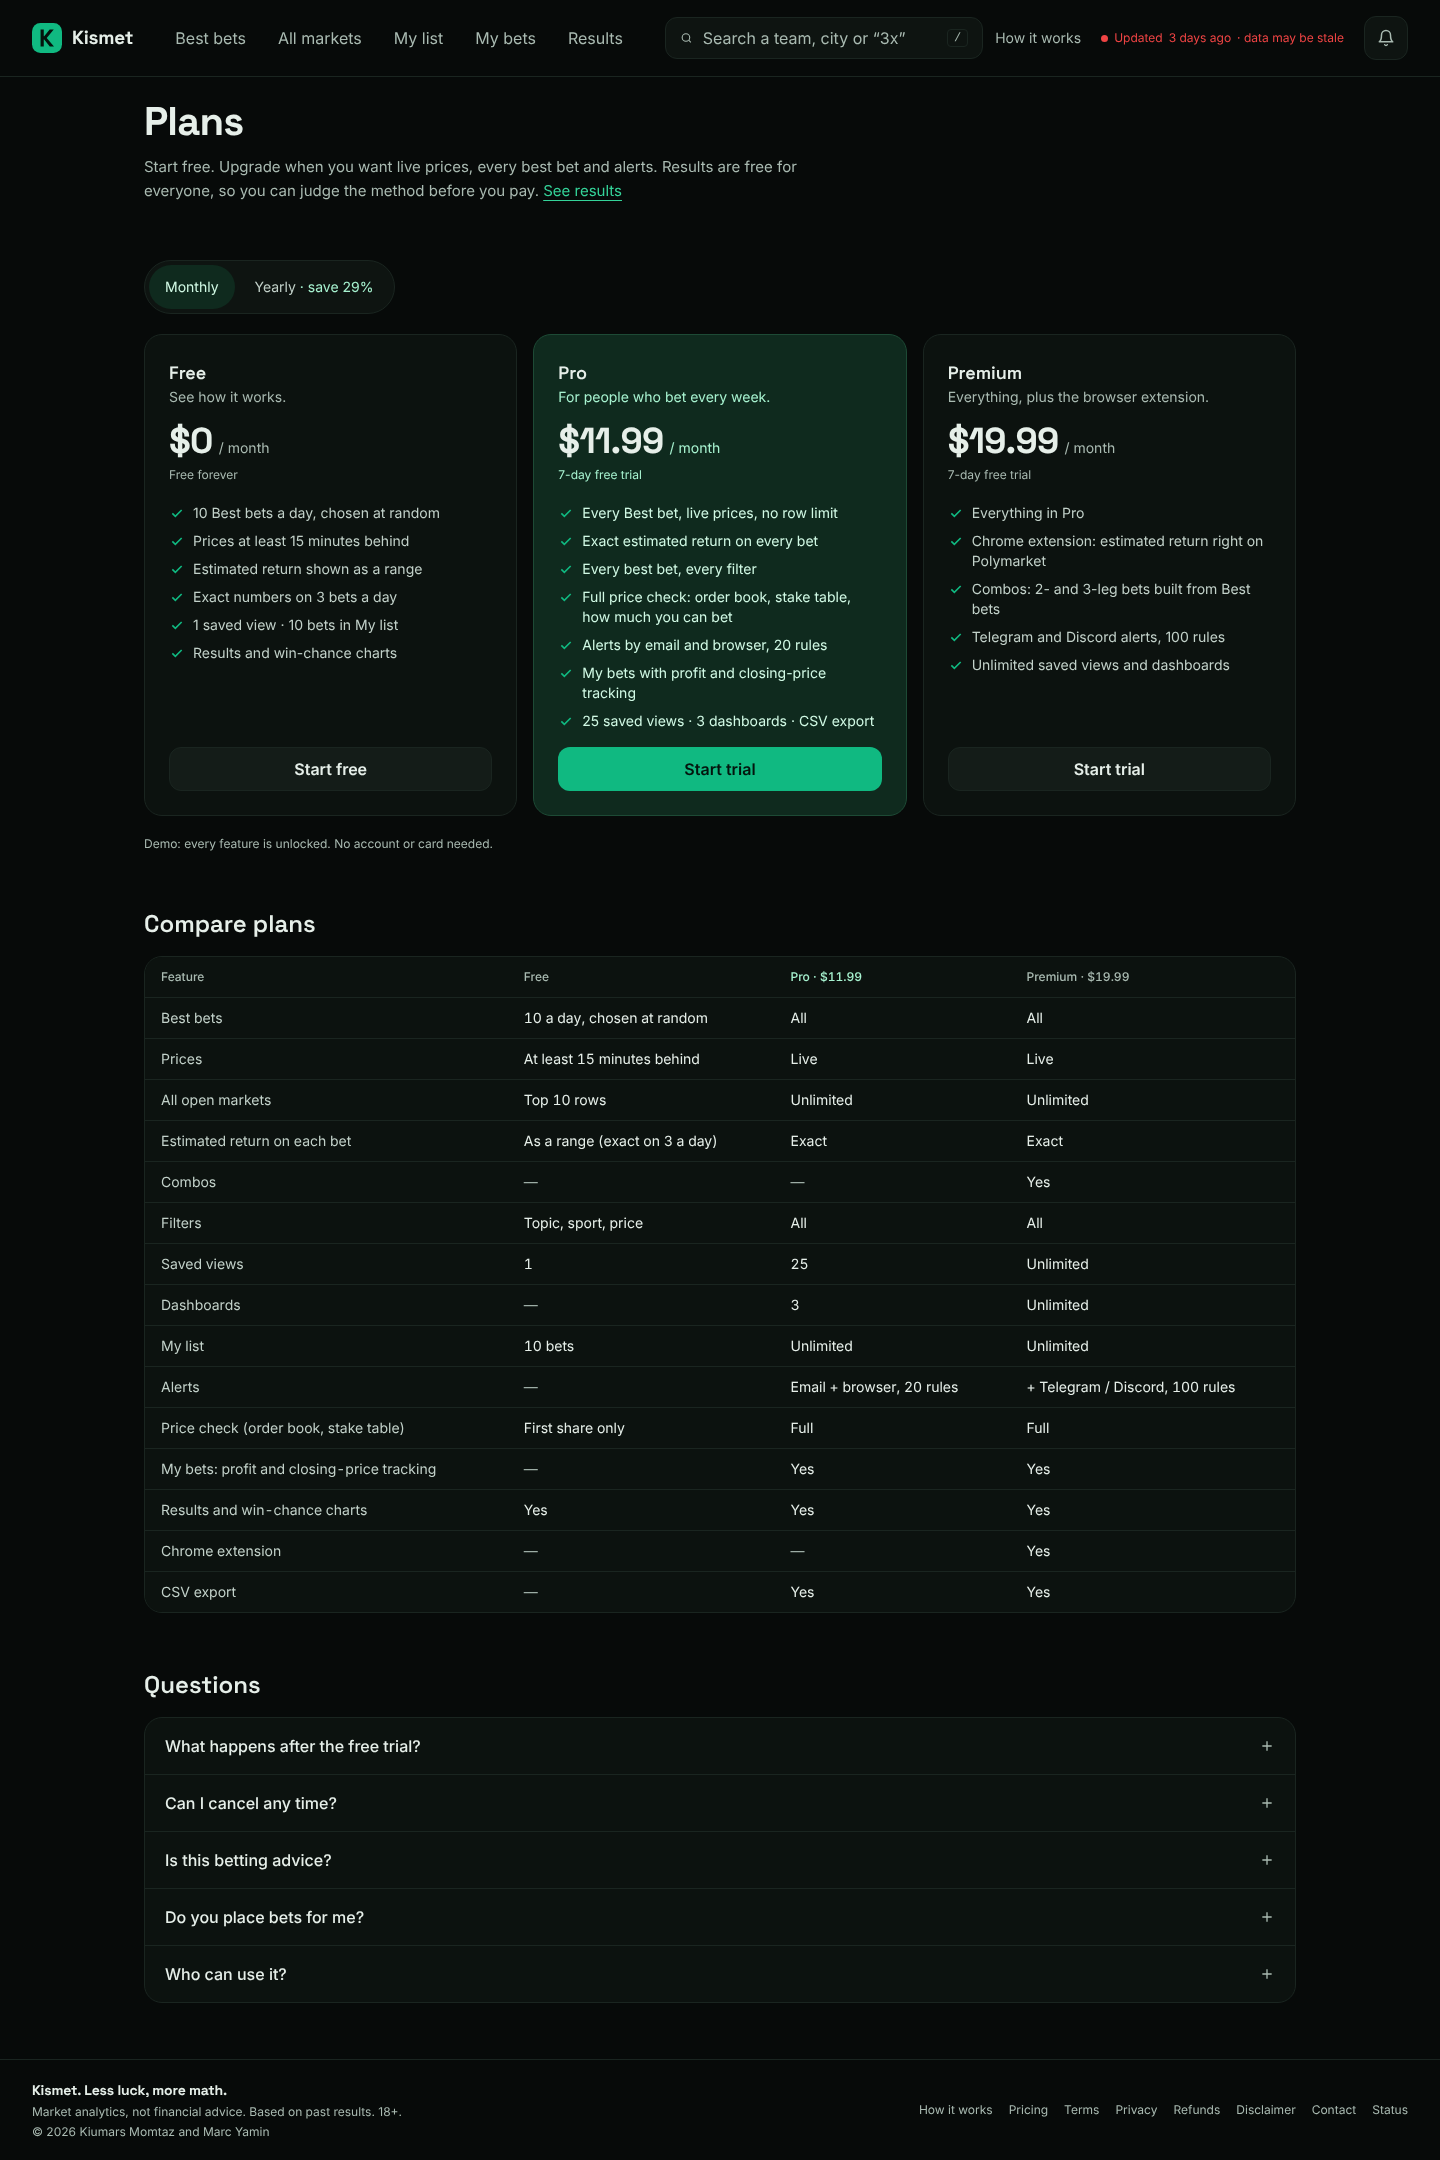 Kismet
Best bets
All markets
My list
My bets
Results
Search a team, city or “3x”
/
How it works
Updated 3 days ago · data may be stale
Plans
Start free. Upgrade when you want live prices, every best bet and alerts. Results are free for
everyone, so you can judge the method before you pay. See results
Monthly
Yearly · save 29%
Free
See how it works.
$0 / month
Free forever
10 Best bets a day, chosen at random
Prices at least 15 minutes behind
Estimated return shown as a range
Exact numbers on 3 bets a day
1 saved view · 10 bets in My list
Results and win-chance charts
Start free
Pro
For people who bet every week.
$11.99 / month
7-day free trial
Every Best bet, live prices, no row limit
Exact estimated return on every bet
Every best bet, every filter
Full price check: order book, stake table,
how much you can bet
Alerts by email and browser, 20 rules
My bets with profit and closing-price
tracking
25 saved views · 3 dashboards · CSV export
Start trial
Premium
Everything, plus the browser extension.
$19.99 / month
7-day free trial
Everything in Pro
Chrome extension: estimated return right on
Polymarket
Combos: 2- and 3-leg bets built from Best
bets
Telegram and Discord alerts, 100 rules
Unlimited saved views and dashboards
Start trial
Demo: every feature is unlocked. No account or card needed.
Compare plans
Feature Free Pro · $11.99 Premium · $19.99
Best bets 10 a day, chosen at random All All
Prices At least 15 minutes behind Live Live
All open markets Top 10 rows Unlimited Unlimited
Estimated return on each bet As a range (exact on 3 a day) Exact Exact
Combos — — Yes
Filters Topic, sport, price All All
Saved views 1 25 Unlimited
Dashboards — 3 Unlimited
My list 10 bets Unlimited Unlimited
Alerts — Email + browser, 20 rules + Telegram / Discord, 100 rules
Price check (order book, stake table) First share only Full Full
My bets: profit and closing-price tracking — Yes Yes
Results and win-chance charts Yes Yes Yes
Chrome extension — — Yes
CSV export — Yes Yes
Questions
What happens after the free trial? +
Can I cancel any time? +
Is this betting advice? +
Do you place bets for me? +
Who can use it? +
Kismet. Less luck, more math.
Market analytics, not financial advice. Based on past results. 18+.
© 2026 Kiumars Momtaz and Marc Yamin
How it works Pricing Terms Privacy Refunds Disclaimer Contact Status